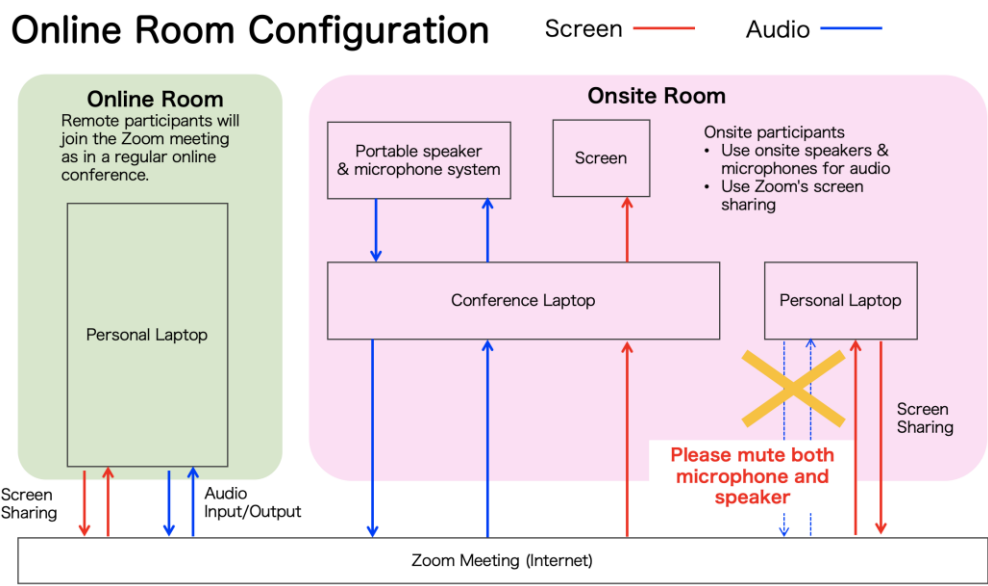 Online Room Configuration
Screen
Audio
Online Room
Remote participants will
join the Zoom meeting
as in a regular online
conference.
Personal Laptop
Screen
Sharing
Audio
Input/Output
Onsite Room
Portable speaker
& microphone system
Screen
Onsite participants
• Use onsite speakers &
microphones for audio
• Use Zoom's screen
sharing
Conference Laptop
Personal Laptop
Screen
Sharing
Please mute both
microphone and
speaker
Zoom Meeting (Internet)